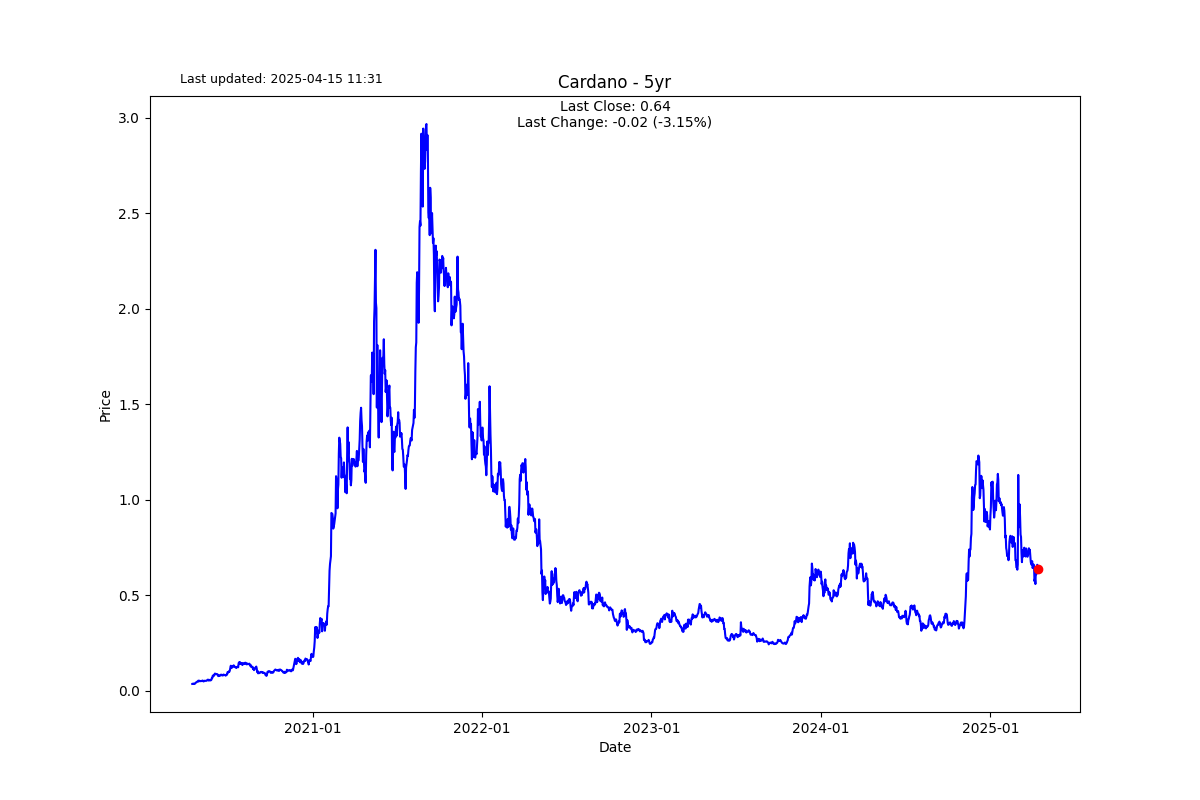 Last updated: 2025-04-15 11:31
Cardano - 5yr
Last Close: 0.64
Last Change: -0.02 (-3.15%)
3.0
2.5
2.0
1.5
1.0
0.5
0.0
Price
2021-01
2022-01
2023-01
2024-01
2025-01
Date